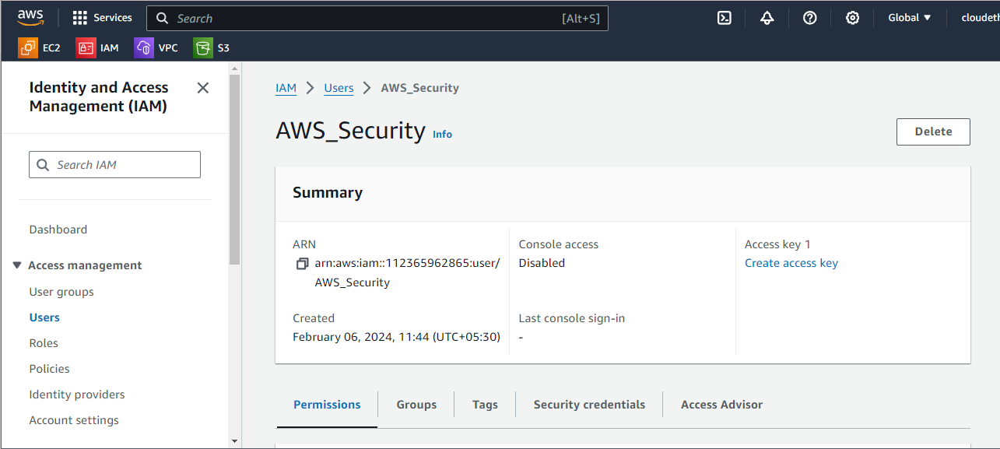 aws
Services
Search
[Alt+S]
Global
EC2
IAM
VPC
S3
Identity and Access
Management (IAM)
Search IAM
Dashboard
Access management
User groups
Users
Roles
Policies
Identity providers
Account settings
IAM
Users
AWS_Security
AWS_Security Info
Delete
Summary
ARN
arn:aws:iam::112365962865:user/
AWS_Security
Created
February 06, 2024, 11:44 (UTC+05:30)
Console access
Disabled
Last console sign-in
-
Access key 1
Create access key
Permissions
Groups
Tags
Security credentials
Access Advisor